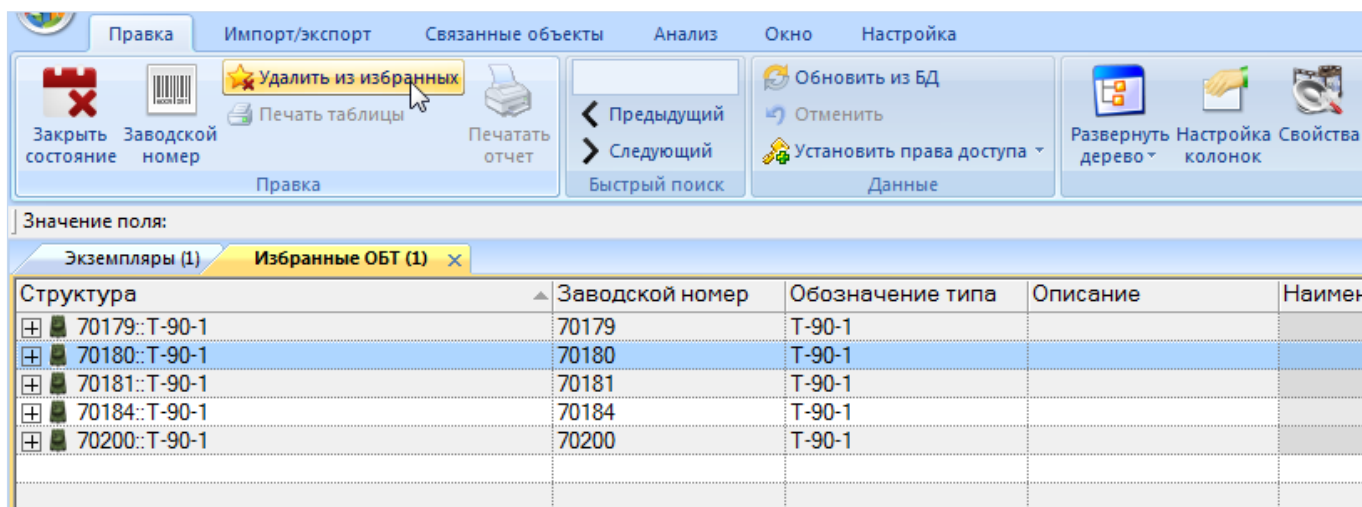 Правка Импорт/экспорт Связанные объекты Анализ Окно Настройка
Закрыть состояние
Заводской номер
Удалить из избранных
Печать таблицы
Печатать отчет
Правка
Предыдущий
Следующий
Быстрый поиск
Обновить из БД
Отменить
Установить права доступа
Данные
Развернуть дерево
Настройка колонок
Свойства
Значение поля:
Экземпляры (1) Избранные ОБТ (1)
Структура Заводской номер Обозначение типа Описание Наимен
70179::Т-90-1 70179 Т-90-1
70180::Т-90-1 70180 Т-90-1
70181::Т-90-1 70181 Т-90-1
70184::Т-90-1 70184 Т-90-1
70200::Т-90-1 70200 Т-90-1